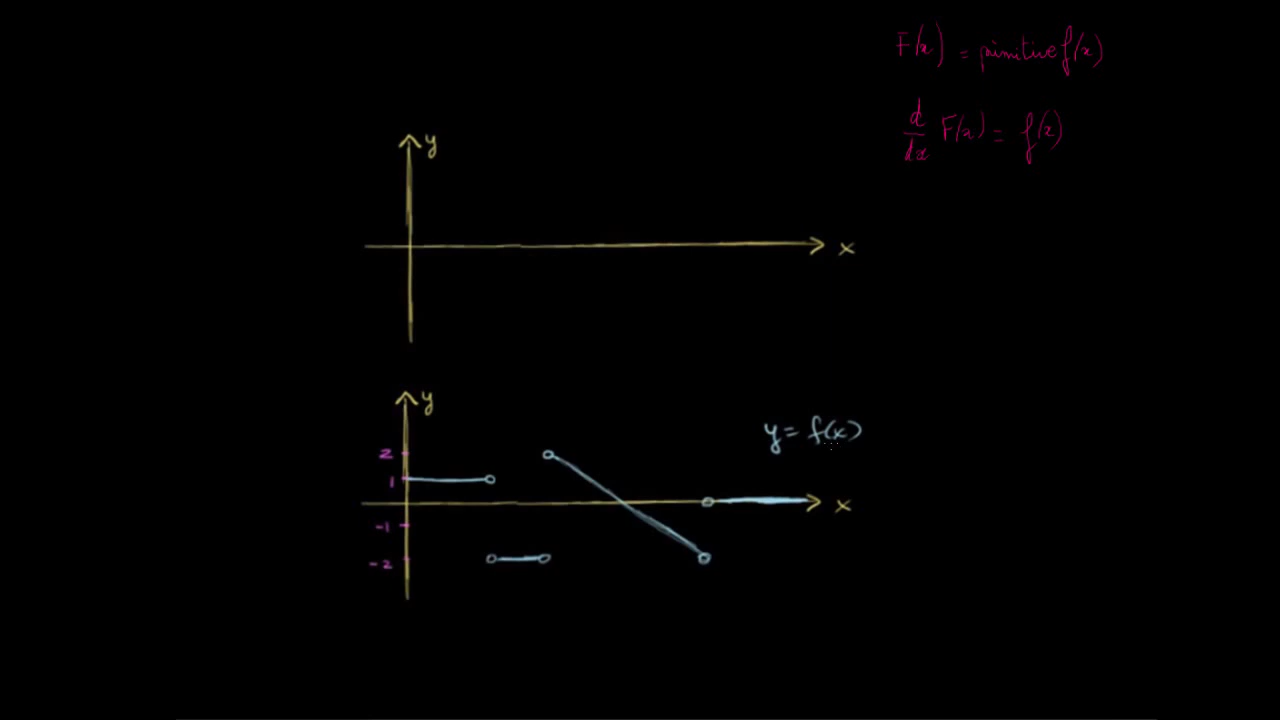 F(x) = primitive f(x)
d/dx F(x) = f(x)
y
x
y
y = f(x)
2
1
x
-1
-2